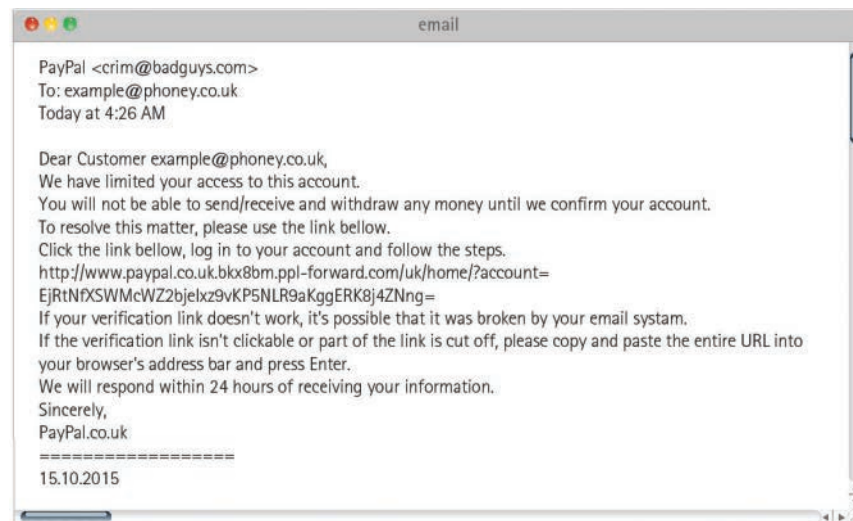 email
PayPal <crim@badguys.com>
To: example@phoney.co.uk
Today at 4:26 AM
Dear Customer example@phoney.co.uk,
We have limited your access to this account.
You will not be able to send/receive and withdraw any money until we confirm your account.
To resolve this matter, please use the link bellow.
Click the link bellow, log in to your account and follow the steps.
http://www.paypal.co.uk.bkx8bm.ppl-forward.com/uk/home/?account=
EjRtNfXSWMcWZ2bjelxz9vKP5NLR9aKggERK8j4ZNng=
If your verification link doesn't work, it's possible that it was broken by your email systam.
If the verification link isn't clickable or part of the link is cut off, please copy and paste the entire URL into
your browser's address bar and press Enter.
We will respond within 24 hours of receiving your information.
Sincerely,
PayPal.co.uk
==================
15.10.2015